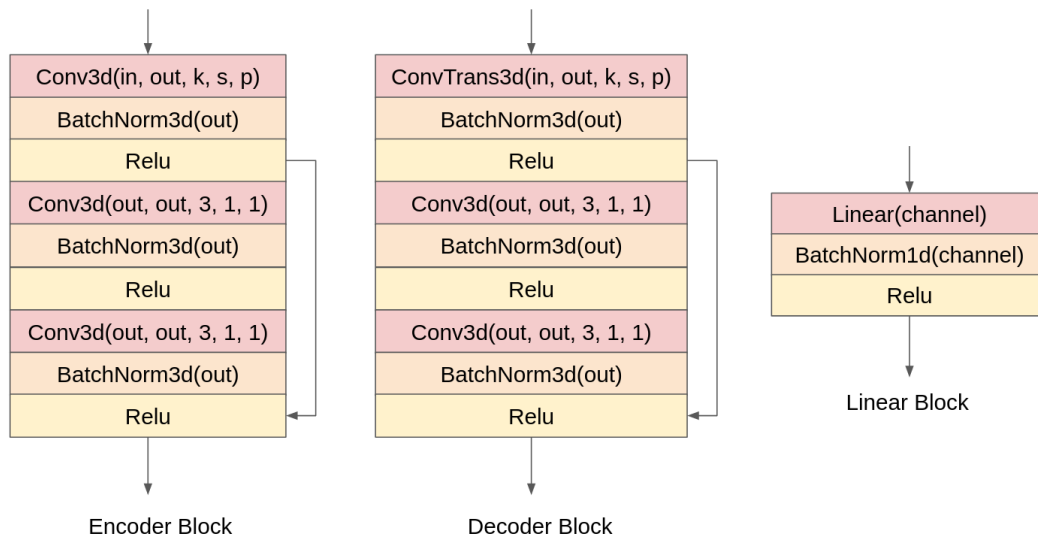 Conv3d(in, out, k, s, p)
BatchNorm3d(out)
Relu
Conv3d(out, out, 3, 1, 1)
BatchNorm3d(out)
Relu
Conv3d(out, out, 3, 1, 1)
BatchNorm3d(out)
Relu
Encoder Block
ConvTrans3d(in, out, k, s, p)
BatchNorm3d(out)
Relu
Conv3d(out, out, 3, 1, 1)
BatchNorm3d(out)
Relu
Conv3d(out, out, 3, 1, 1)
BatchNorm3d(out)
Relu
Decoder Block
Linear(channel)
BatchNorm1d(channel)
Relu
Linear Block